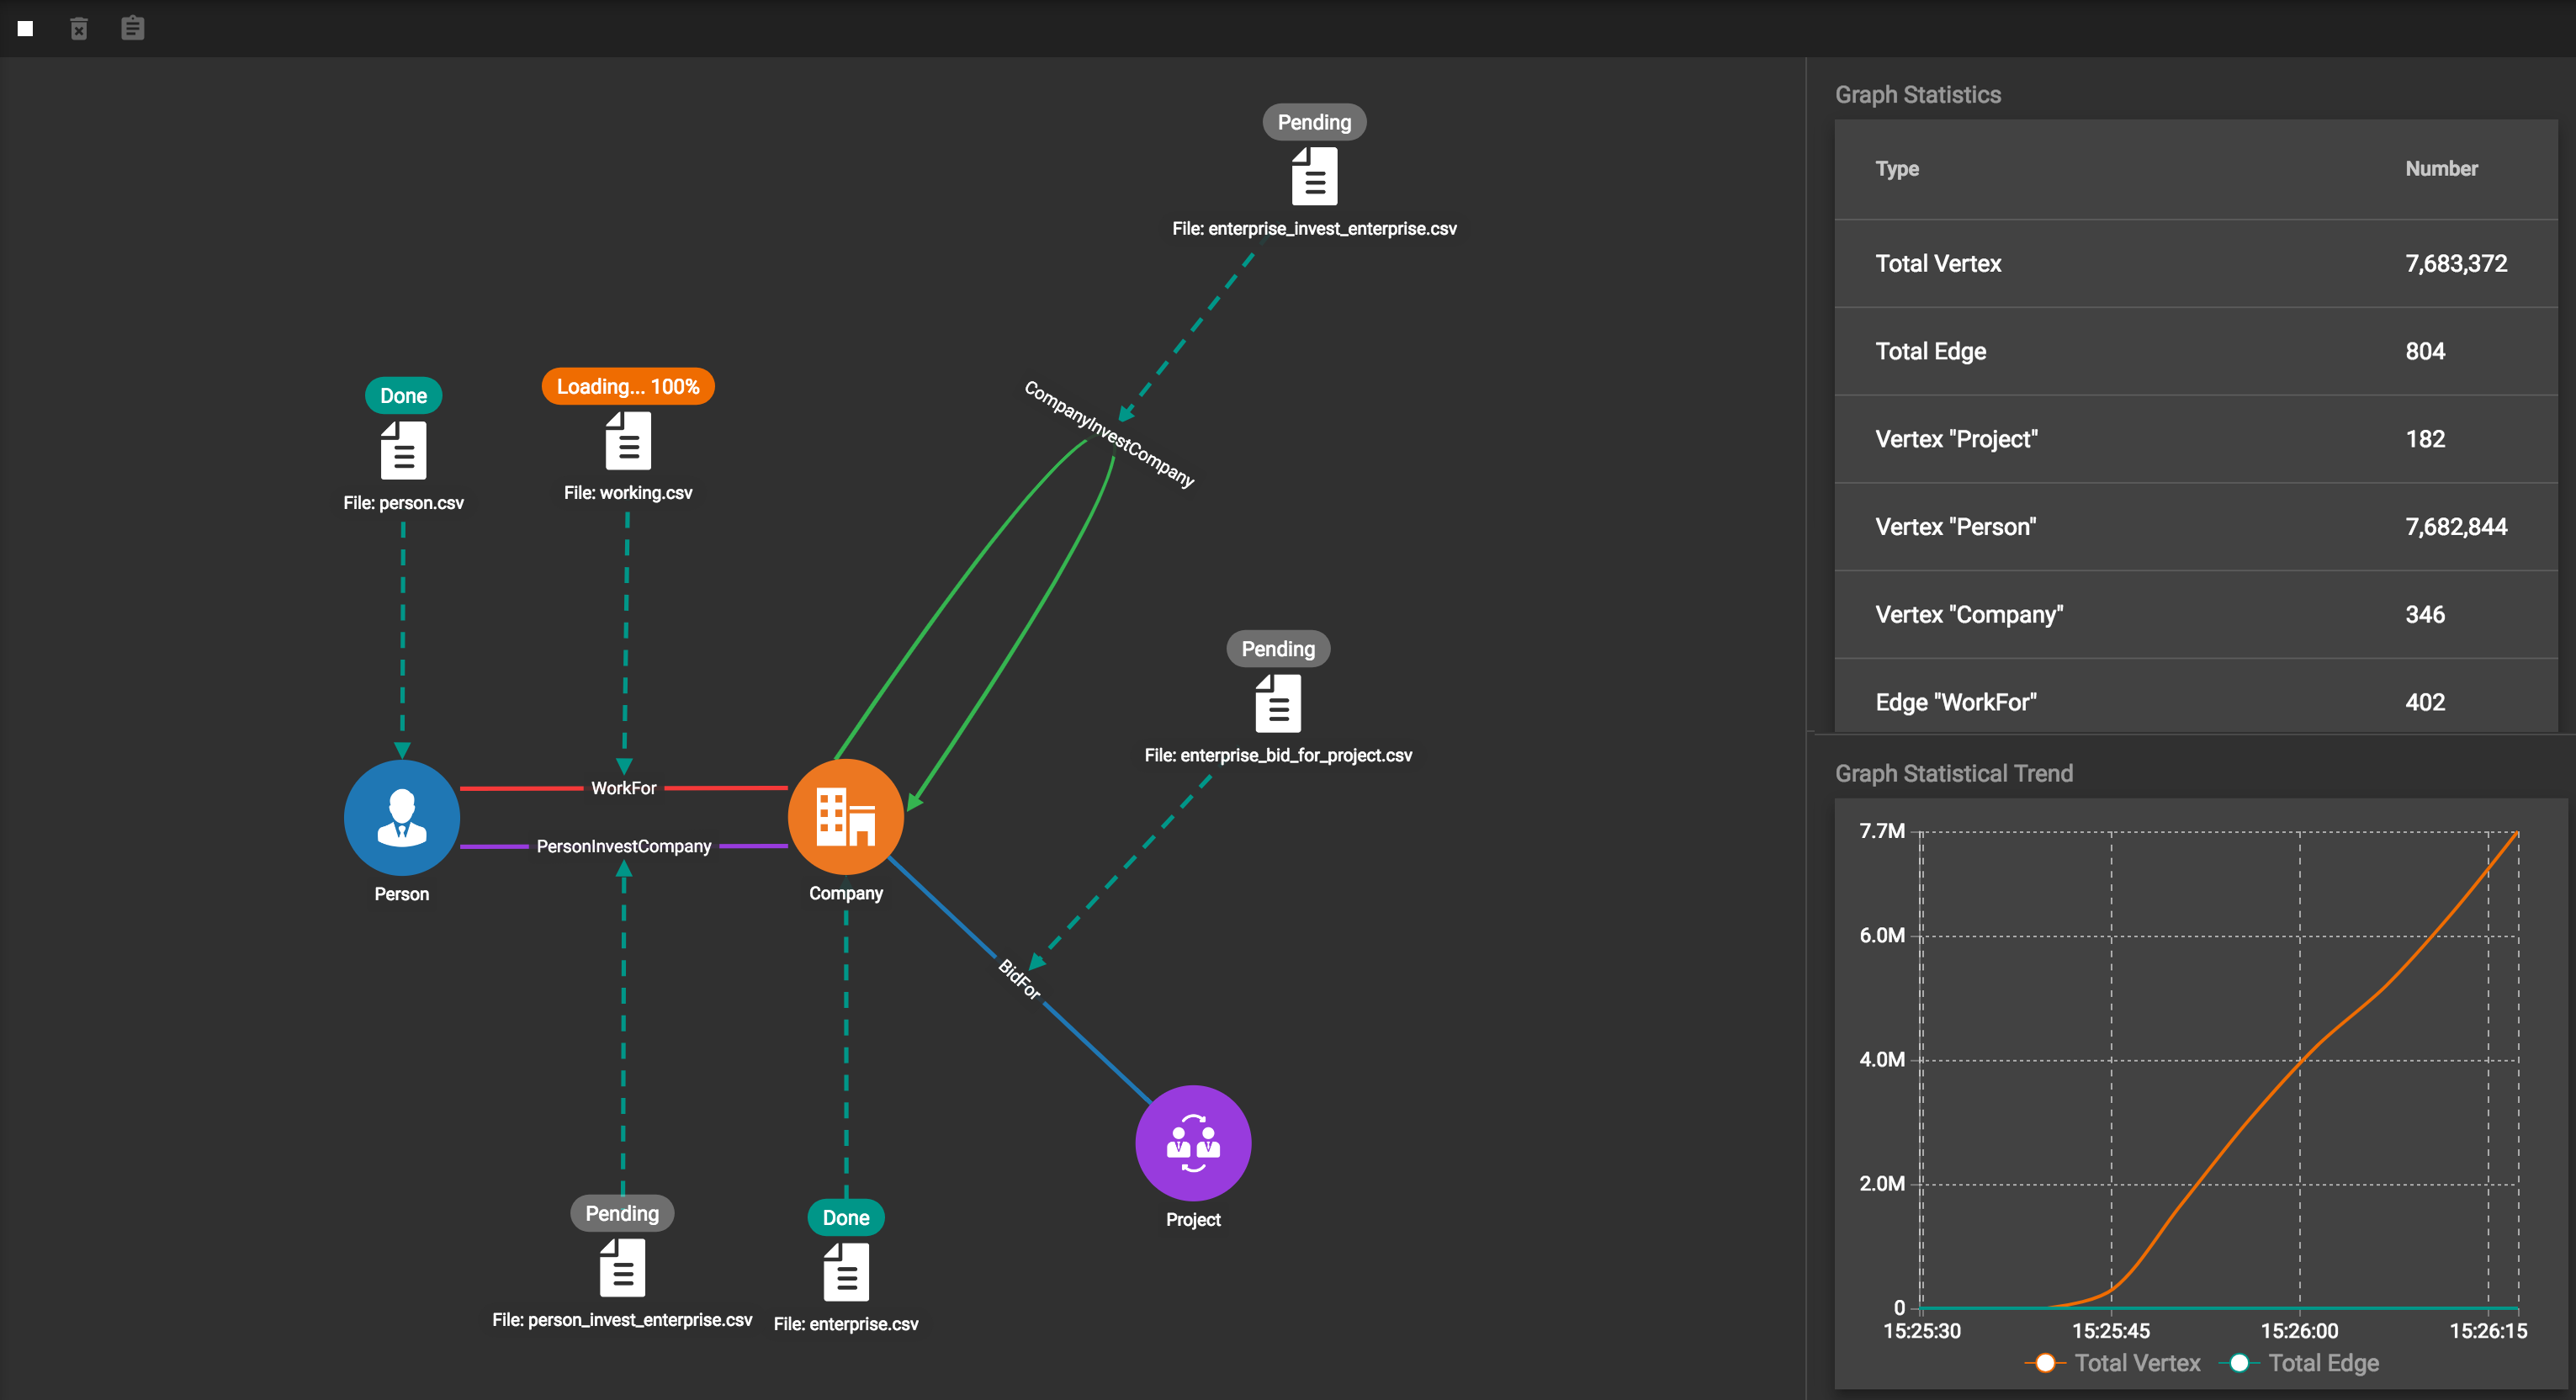 Pending
File: enterprise_invest_enterprise.csv
Done
File: person.csv
Loading... 100%
File: working.csv
CompanyInvestCompany
Pending
File: enterprise_bid_for_project.csv
WorkFor
PersonInvestCompany
Person
Company
BidFor
Project
Pending
File: person_invest_enterprise.csv
Done
File: enterprise.csv
Graph Statistics
Type Number
Total Vertex 7,683,372
Total Edge 804
Vertex "Project" 182
Vertex "Person" 7,682,844
Vertex "Company" 346
Edge "WorkFor" 402
Graph Statistical Trend
7.7M
6.0M
4.0M
2.0M
0
15:25:30 15:25:45 15:26:00 15:26:15
Total Vertex Total Edge